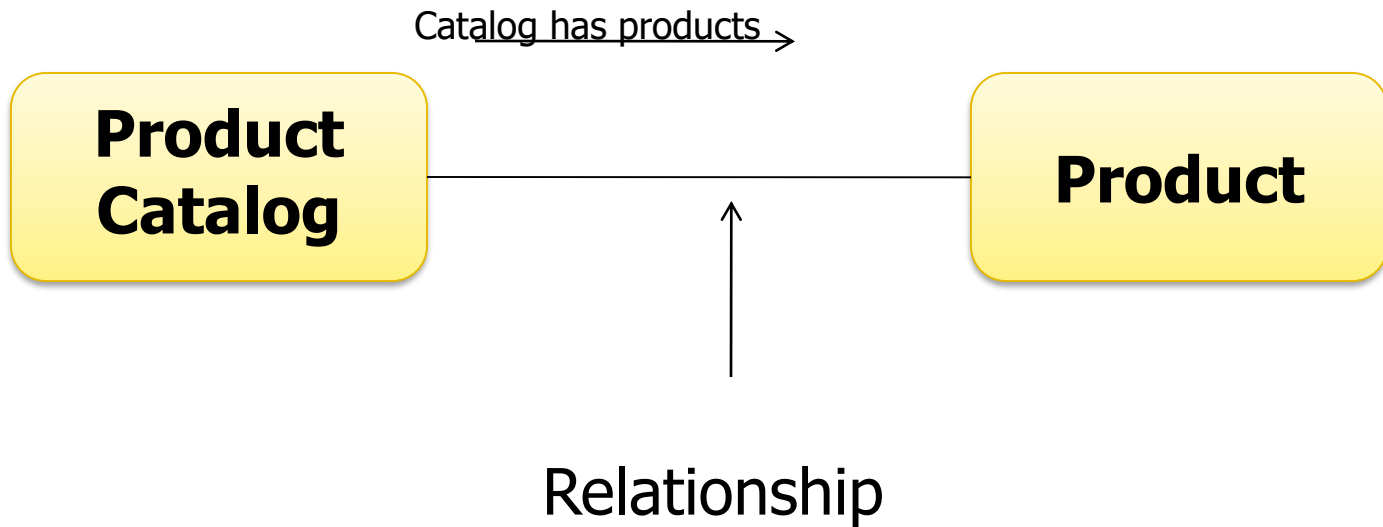 Catalog has products
Product
Catalog
Product
Relationship